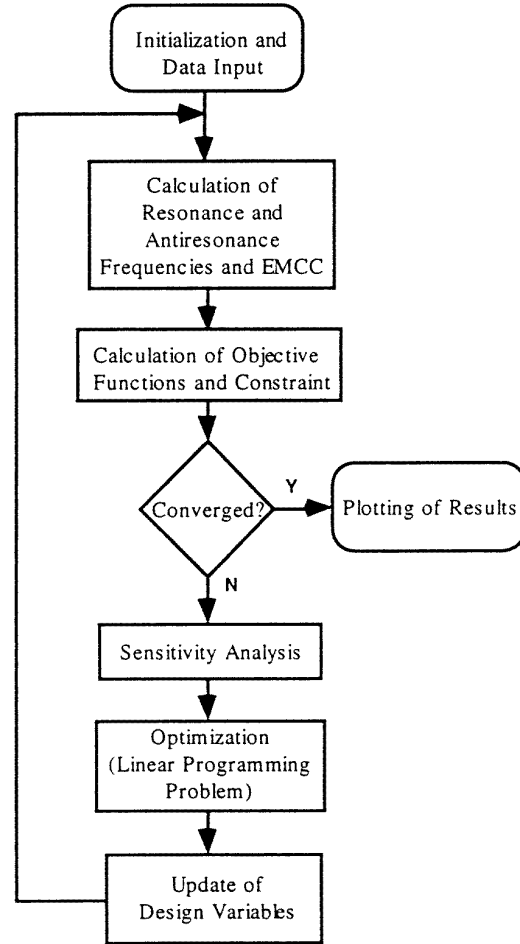 Initialization and
Data Input
Calculation of
Resonance and
Antiresonance
Frequencies and EMCC
Calculation of Objective
Functions and Constraint
Converged?
Y
Plotting of Results
N
Sensitivity Analysis
Optimization
(Linear Programming
Problem)
Update of
Design Variables